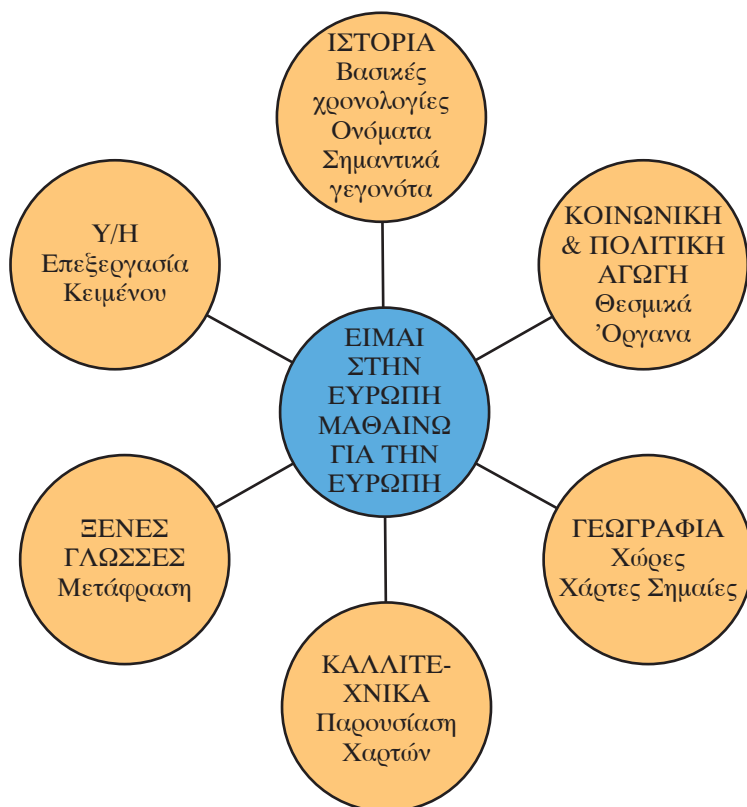 ΙΣΤΟΡΙΑ
Βασικές
χρονολογίες
Ονόματα
Σημαντικά
γεγονότα
ΚΟΙΝΩΝΙΚΗ
& ΠΟΛΙΤΙΚΗ
ΑΓΩΓΗ
Θεσμικά
Όργανα
Υ/Η
Επεξεργασία
Κειμένου
ΕΙΜΑΙ
ΣΤΗΝ
ΕΥΡΩΠΗ
ΜΑΘΑΙΝΩ
ΓΙΑ ΤΗΝ
ΕΥΡΩΠΗ
ΞΕΝΕΣ
ΓΛΩΣΣΕΣ
Μετάφραση
ΓΕΩΓΡΑΦΙΑ
Χώρες
Χάρτες Σημαίες
ΚΑΛΛΙΤΕ-
ΧΝΙΚΑ
Παρουσίαση
Χαρτών